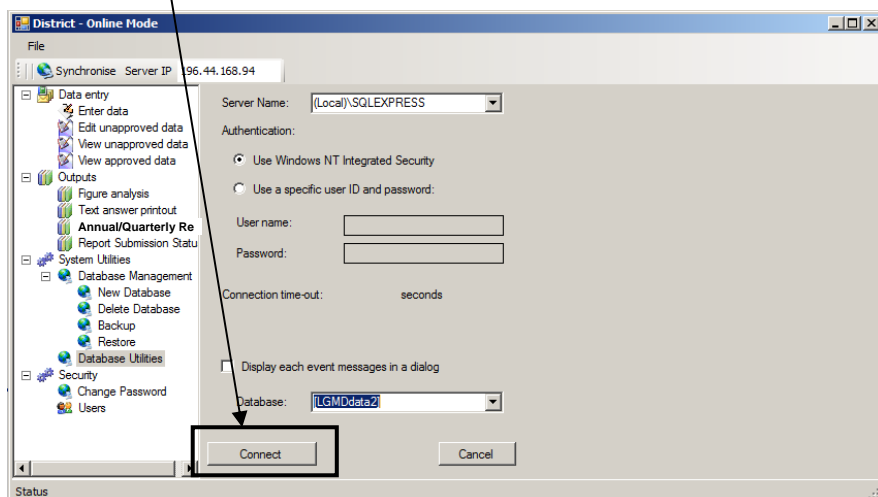 District - Online Mode
File
Synchronise Server IP 196.44.168.94
Data entry
Enter data
Edit unapproved data
View unapproved data
View approved data
Outputs
Figure analysis
Text answer printout
Annual/Quarterly Re
Report Submission Statu
System Utilities
Database Management
New Database
Delete Database
Backup
Restore
Database Utilities
Security
Change Password
Users
Server Name: (Local)\SQLEXPRESS
Authentication:
Use Windows NT Integrated Security
Use a specific user ID and password:
User name:
Password:
Connection time-out: seconds
Display each event messages in a dialog
Database: [LGMDdata2]
Connect Cancel
Status